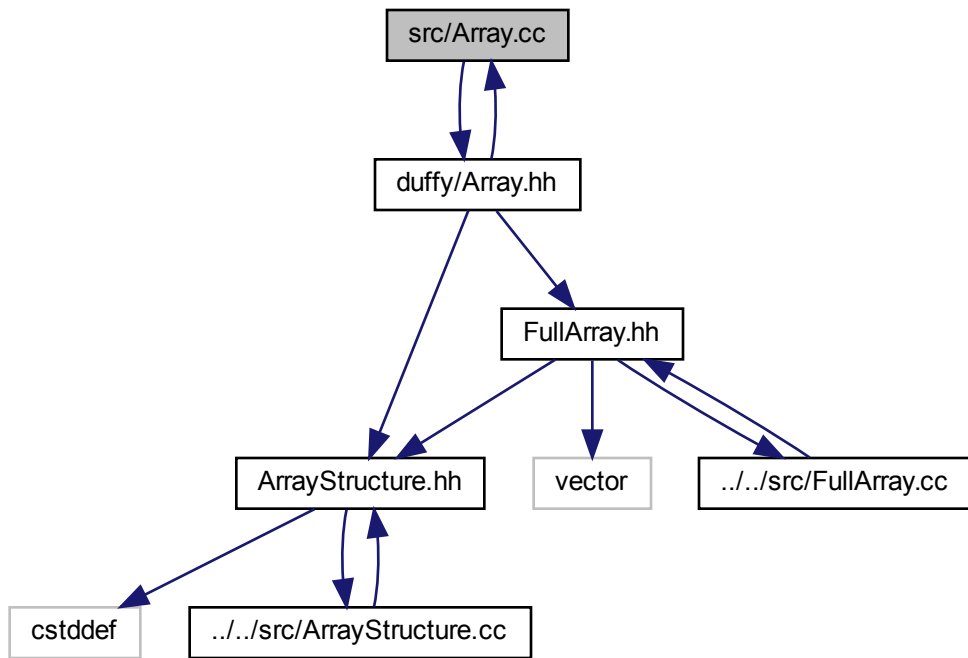 src/Array.cc
duffy/Array.hh
FullArray.hh
ArrayStructure.hh
vector
../../src/FullArray.cc
cstddef
../../src/ArrayStructure.cc